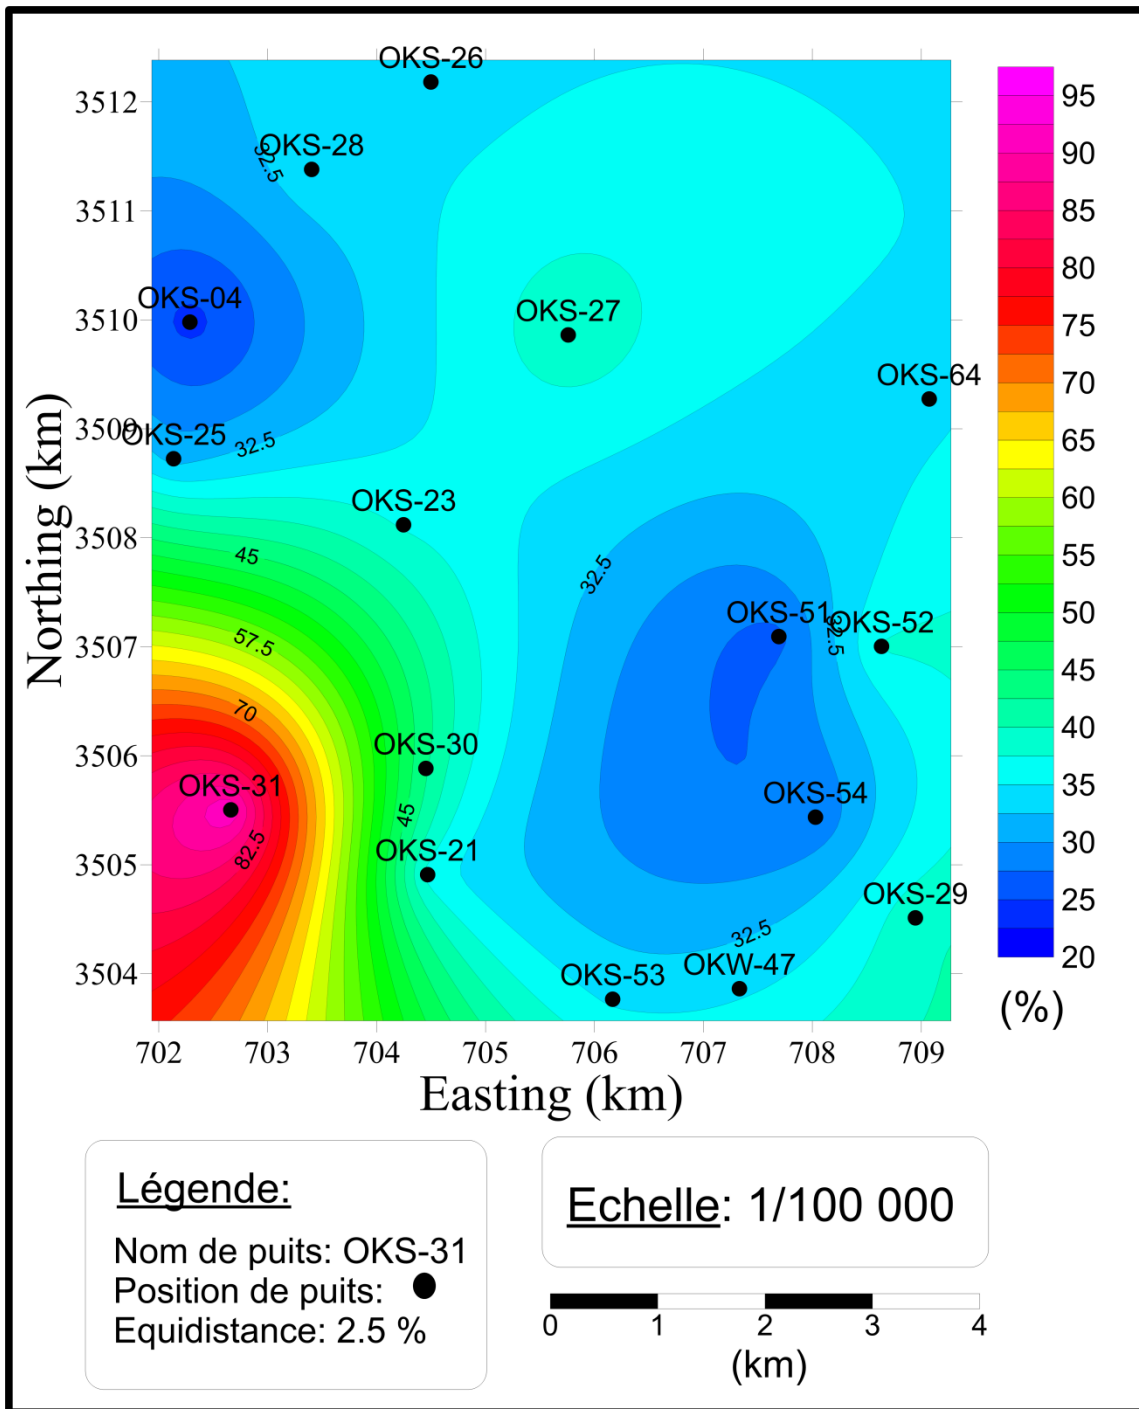 OKS-26
3512
95
OKS-28
32.5
90
3511
85
80
OKS-04
OKS-27
3510
75
70
OKS-64
3509
OKS-25
32.5
65
Northing (km)
60
OKS-23
3508
45
32.5
55
OKS-51
32.5
OKS-52
50
3507
57.5
45
70
40
OKS-30
3506
OKS-31
OKS-54
35
45
82.5
OKS-21
30
3505
OKS-29
25
32.5
3504
OKS-53
OKW-47
20
(%)
702 703 704 705 706 707 708 709
Easting (km)
Légende:
Nom de puits: OKS-31
Position de puits:
Equidistance: 2.5 %
Echelle: 1/100 000
0 1 2 3 4
(km)